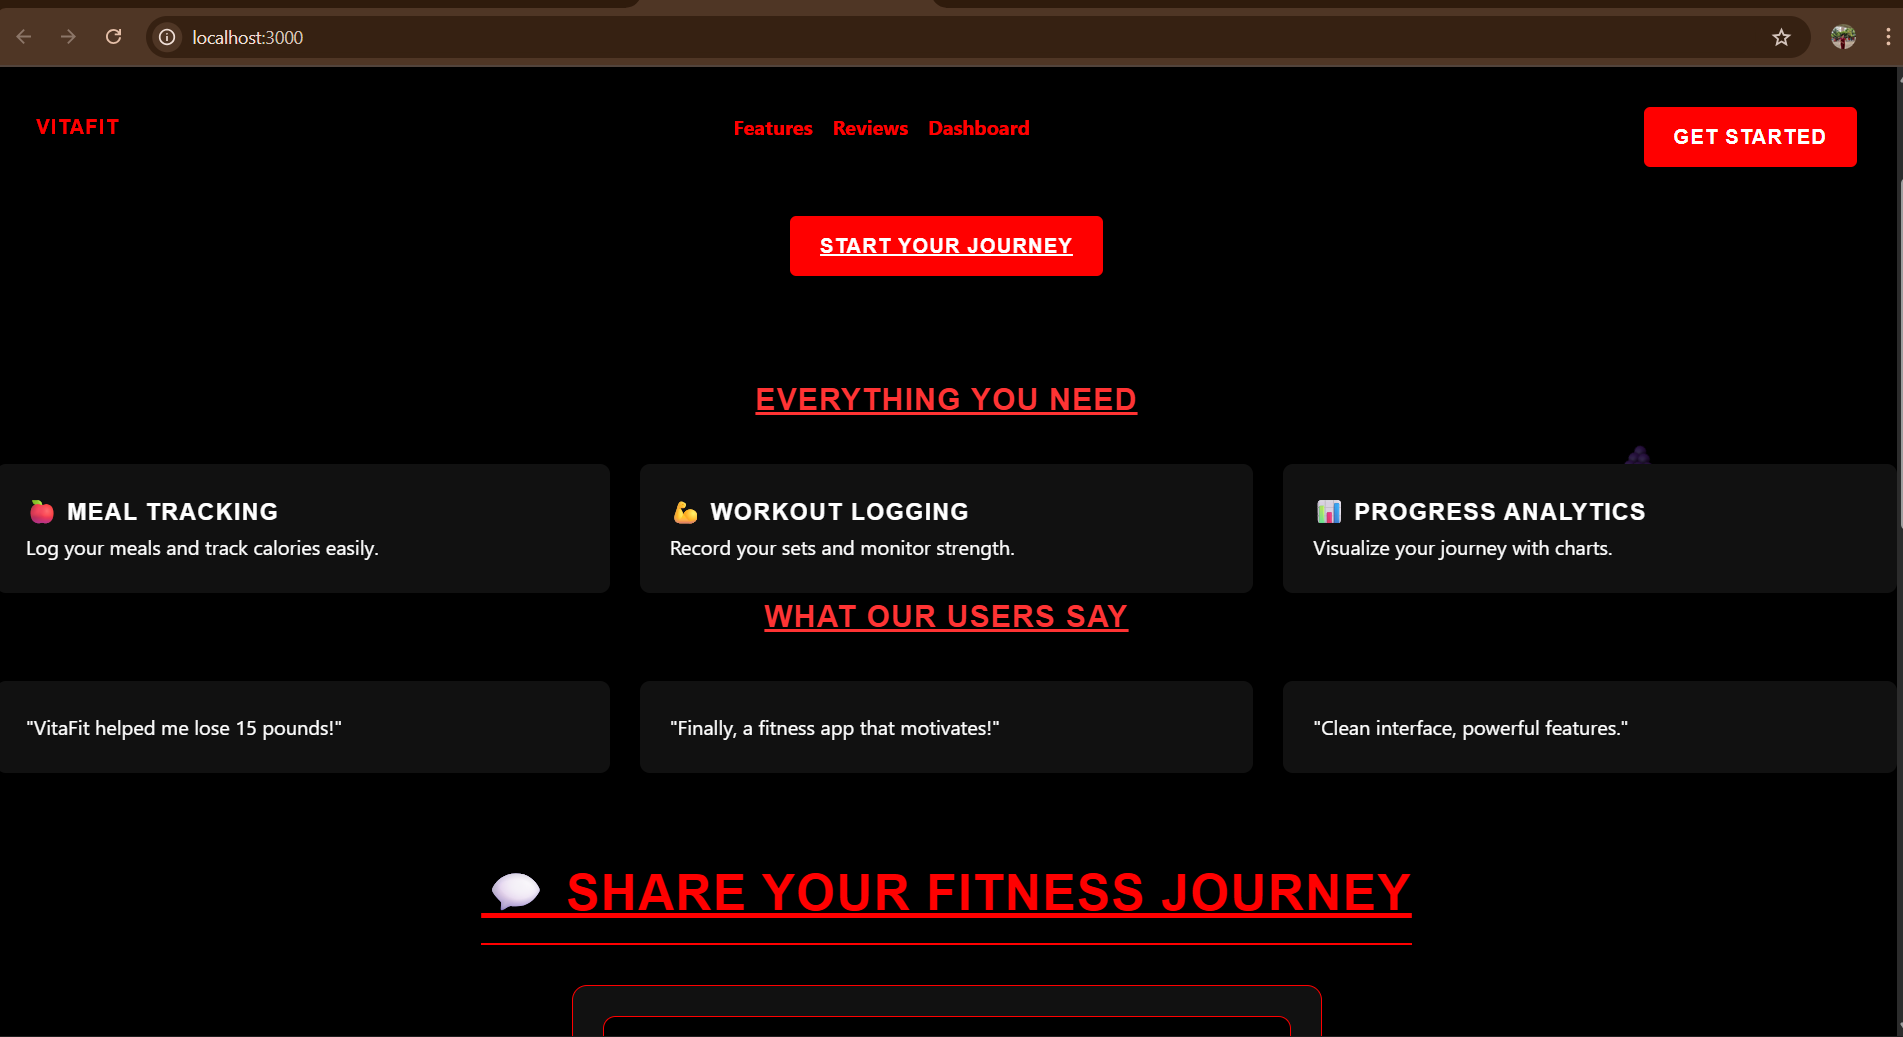 localhost:3000
VITAFIT
Features Reviews Dashboard
GET STARTED
START YOUR JOURNEY
EVERYTHING YOU NEED
🍎 MEAL TRACKING
Log your meals and track calories easily.
💪 WORKOUT LOGGING
Record your sets and monitor strength.
📊 PROGRESS ANALYTICS
Visualize your journey with charts.
WHAT OUR USERS SAY
"VitaFit helped me lose 15 pounds!"
"Finally, a fitness app that motivates!"
"Clean interface, powerful features."
💬 SHARE YOUR FITNESS JOURNEY